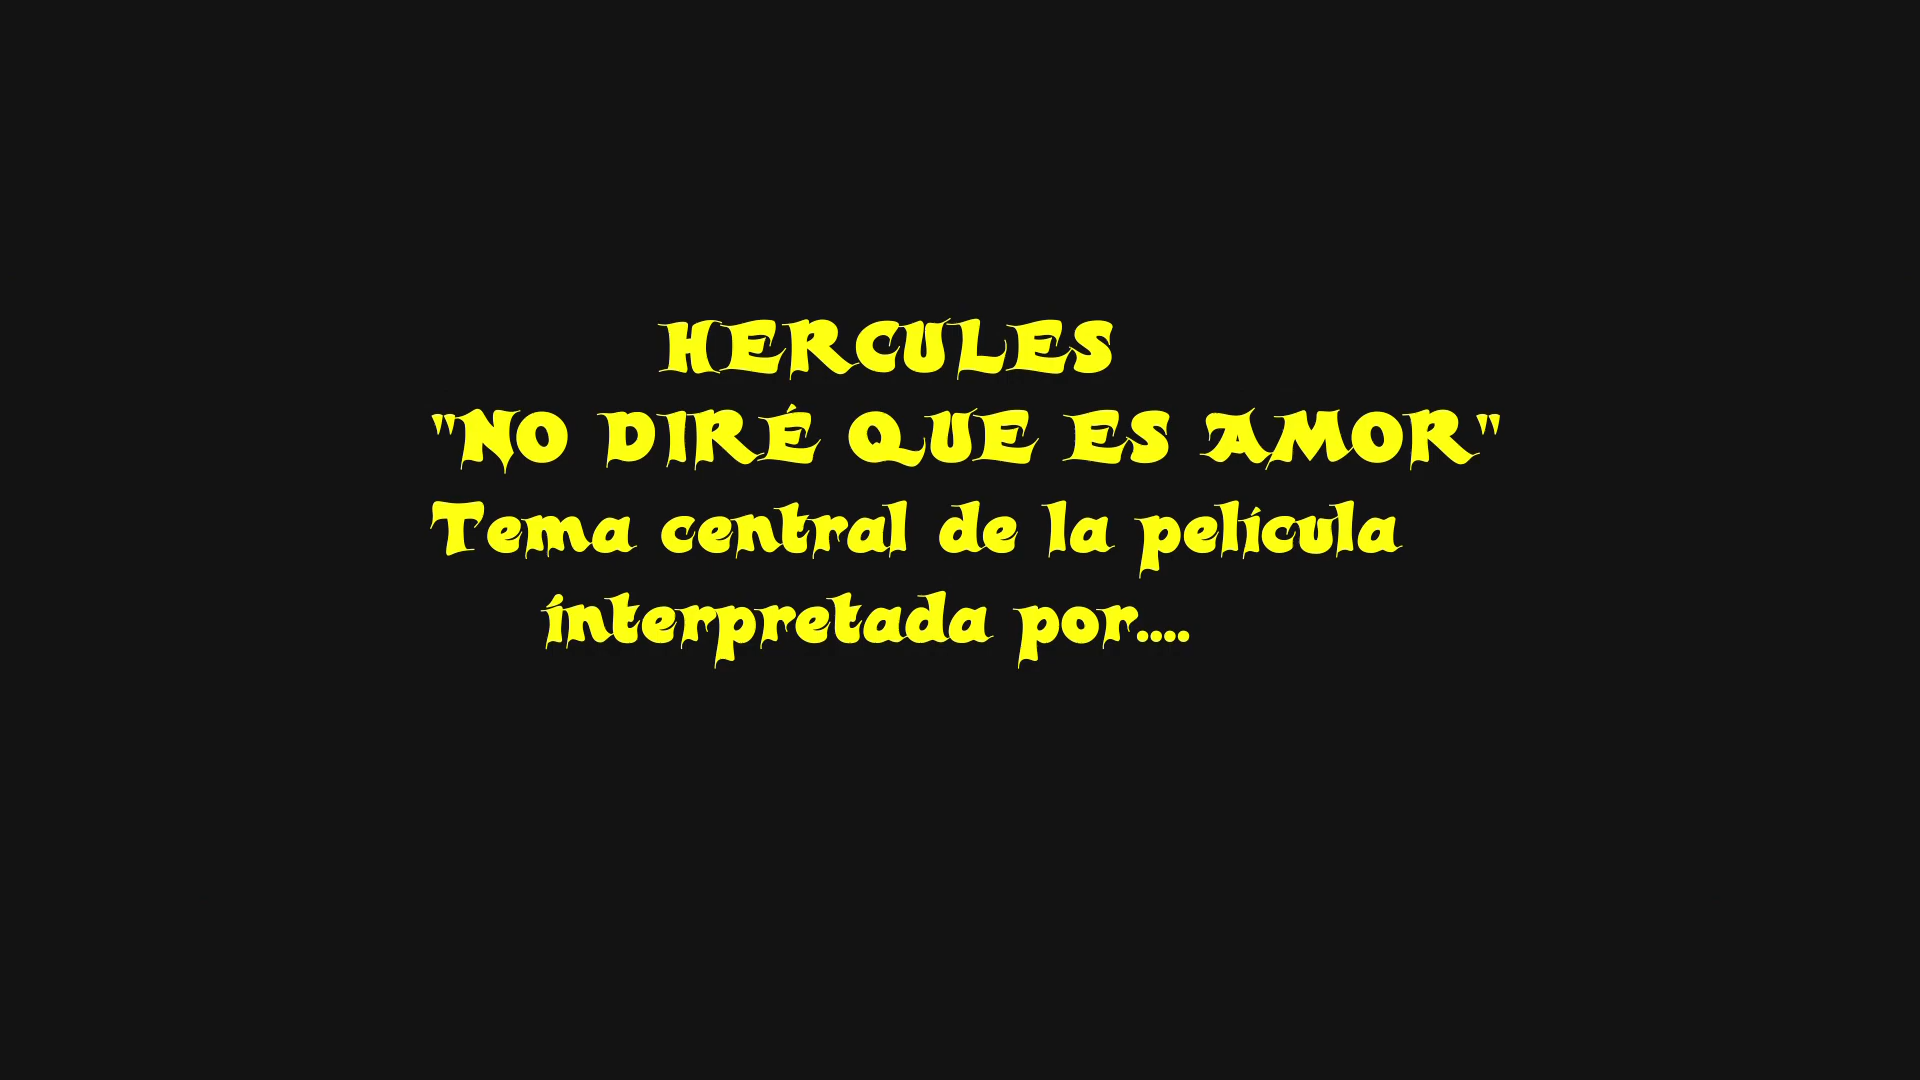 HERCULES
"NO DIRÉ QUE ES AMOR"
Tema central de la película
interpretada por....